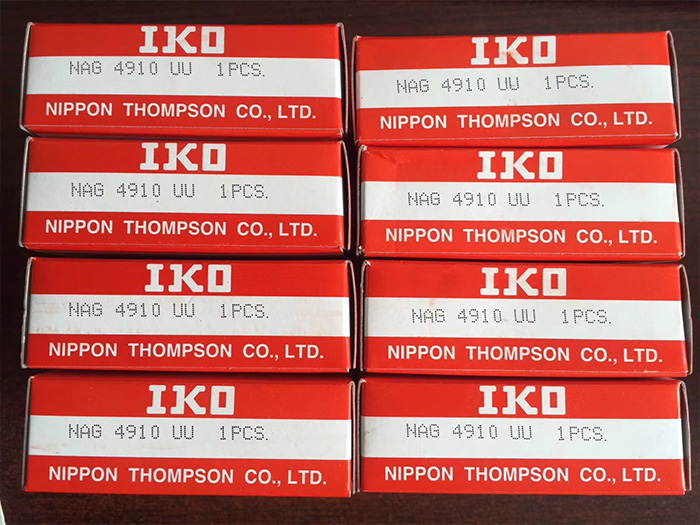 IKO
NAG 4910 UU 1PCS.
NIPPON THOMPSON CO., LTD.
IKO
NAG 4910 UU 1PCS.
NIPPON THOMPSON CO., LTD.
IKO
NAG 4910 UU 1PCS.
NIPPON THOMPSON CO., LTD.
IKO
NAG 4910 UU 1PCS.
NIPPON THOMPSON CO., LTD.
IKO
NAG 4910 UU 1PCS.
NIPPON THOMPSON CO., LTD.
IKO
NAG 4910 UU 1PCS.
NIPPON THOMPSON CO., LTD.
IKO
NAG 4910 UU 1PCS.
NIPPON THOMPSON CO., LTD.
IKO
NAG 4910 UU 1PCS.
NIPPON THOMPSON CO., LTD.